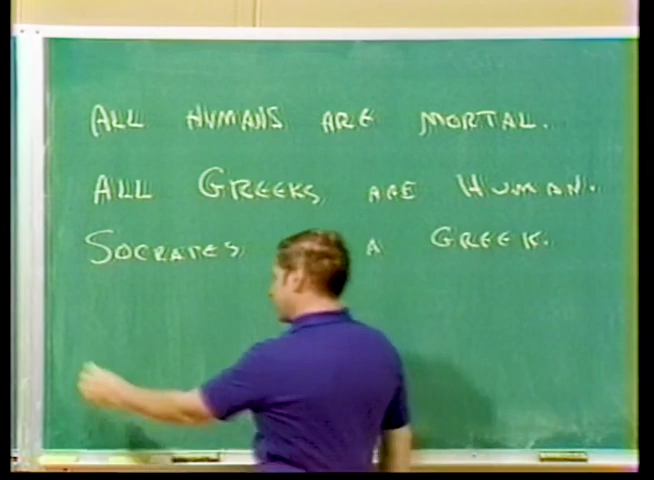 ALL HUMANS ARE MORTAL.
ALL GREEKS ARE HUMAN.
SOCRATES A GREEK.